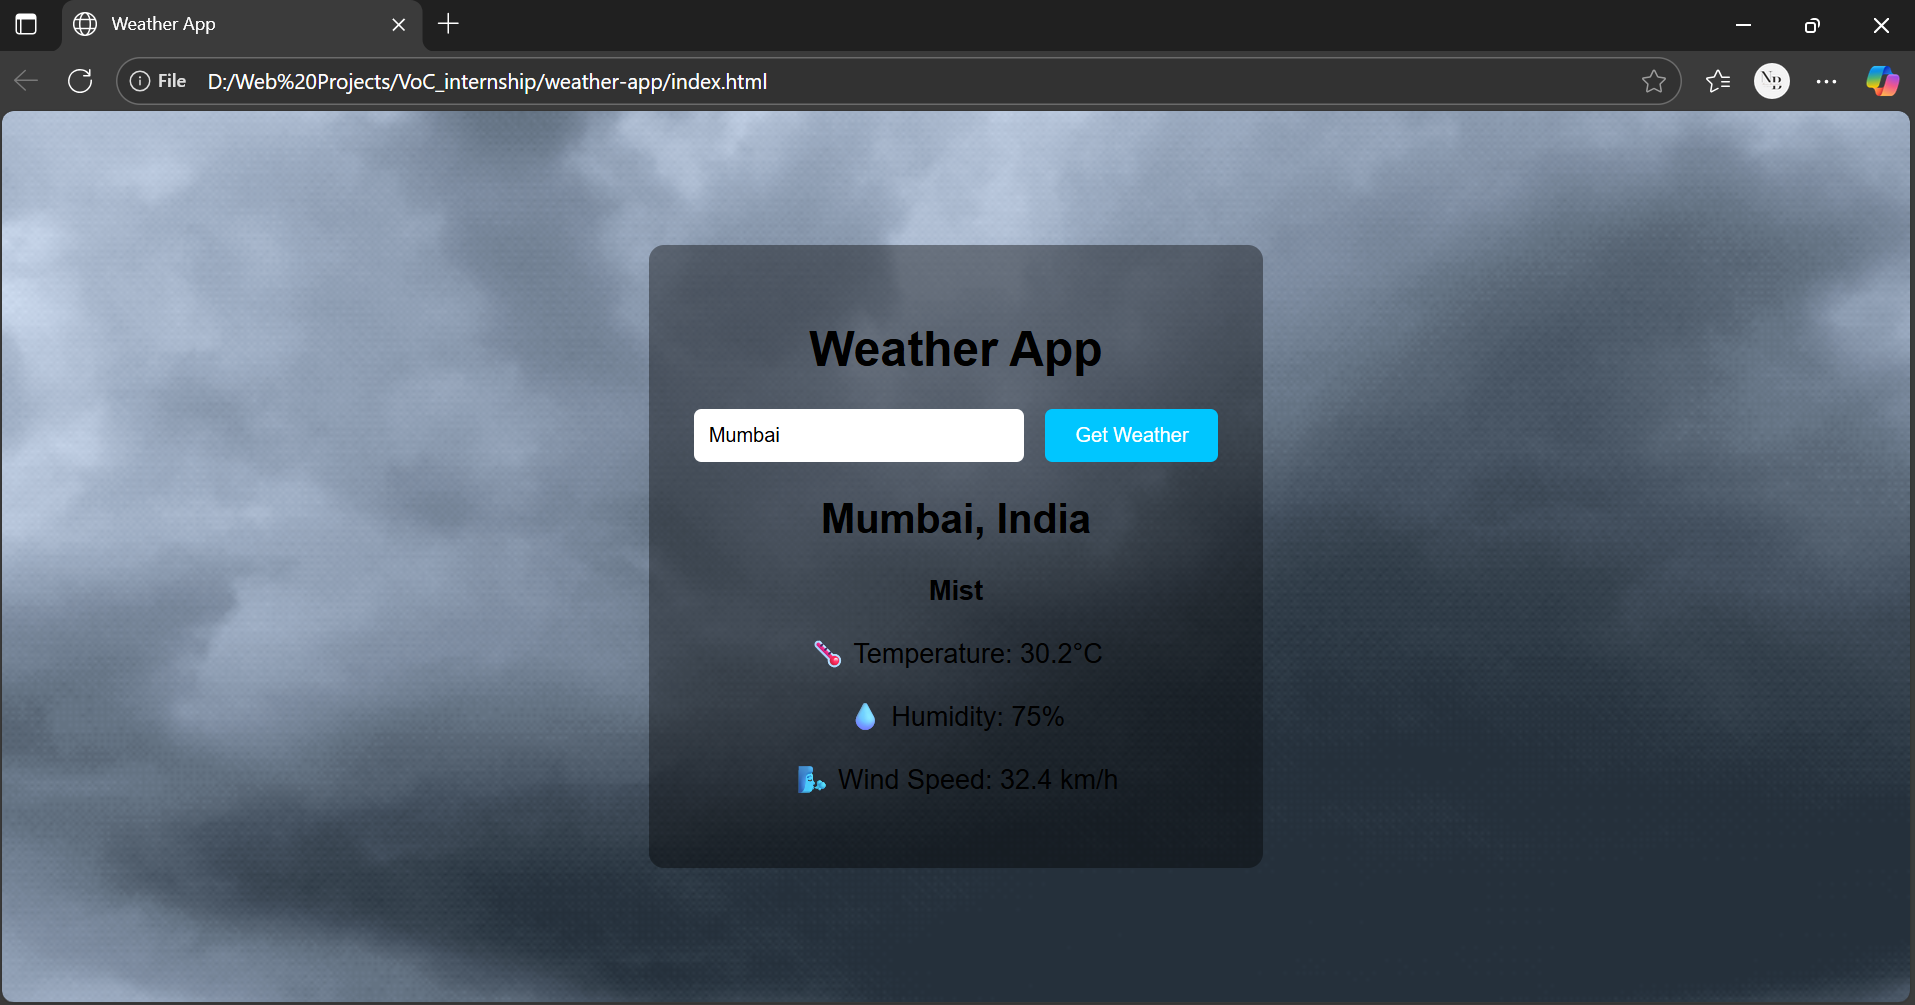 Weather App
File D:/Web%20Projects/VoC_internship/weather-app/index.html
NB
Weather App
Mumbai Get Weather
Mumbai, India
Mist
Temperature: 30.2°C
Humidity: 75%
Wind Speed: 32.4 km/h